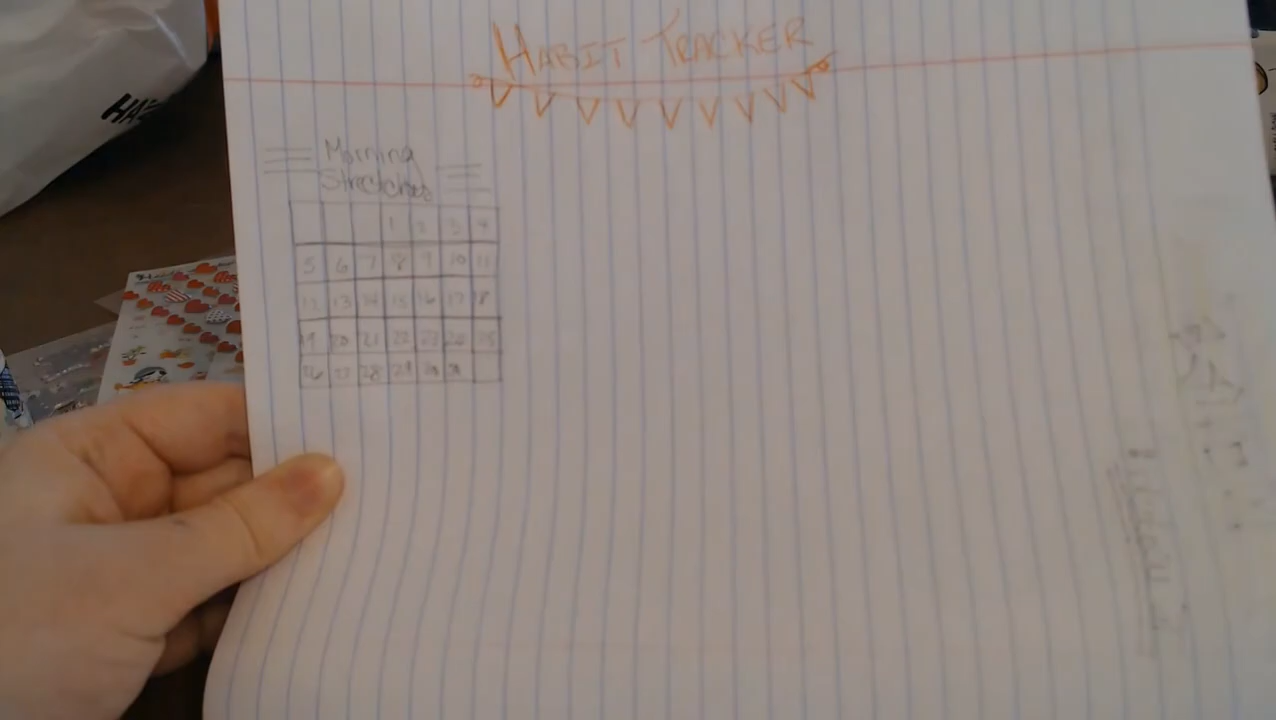 HABIT TRACKER
Morning
Stretches
1 2 3 4
5 6 7 8 9 10 11
12 13 14 15 16 17 18
19 20 21 22 23 24 25
26 27 28 29 30 31